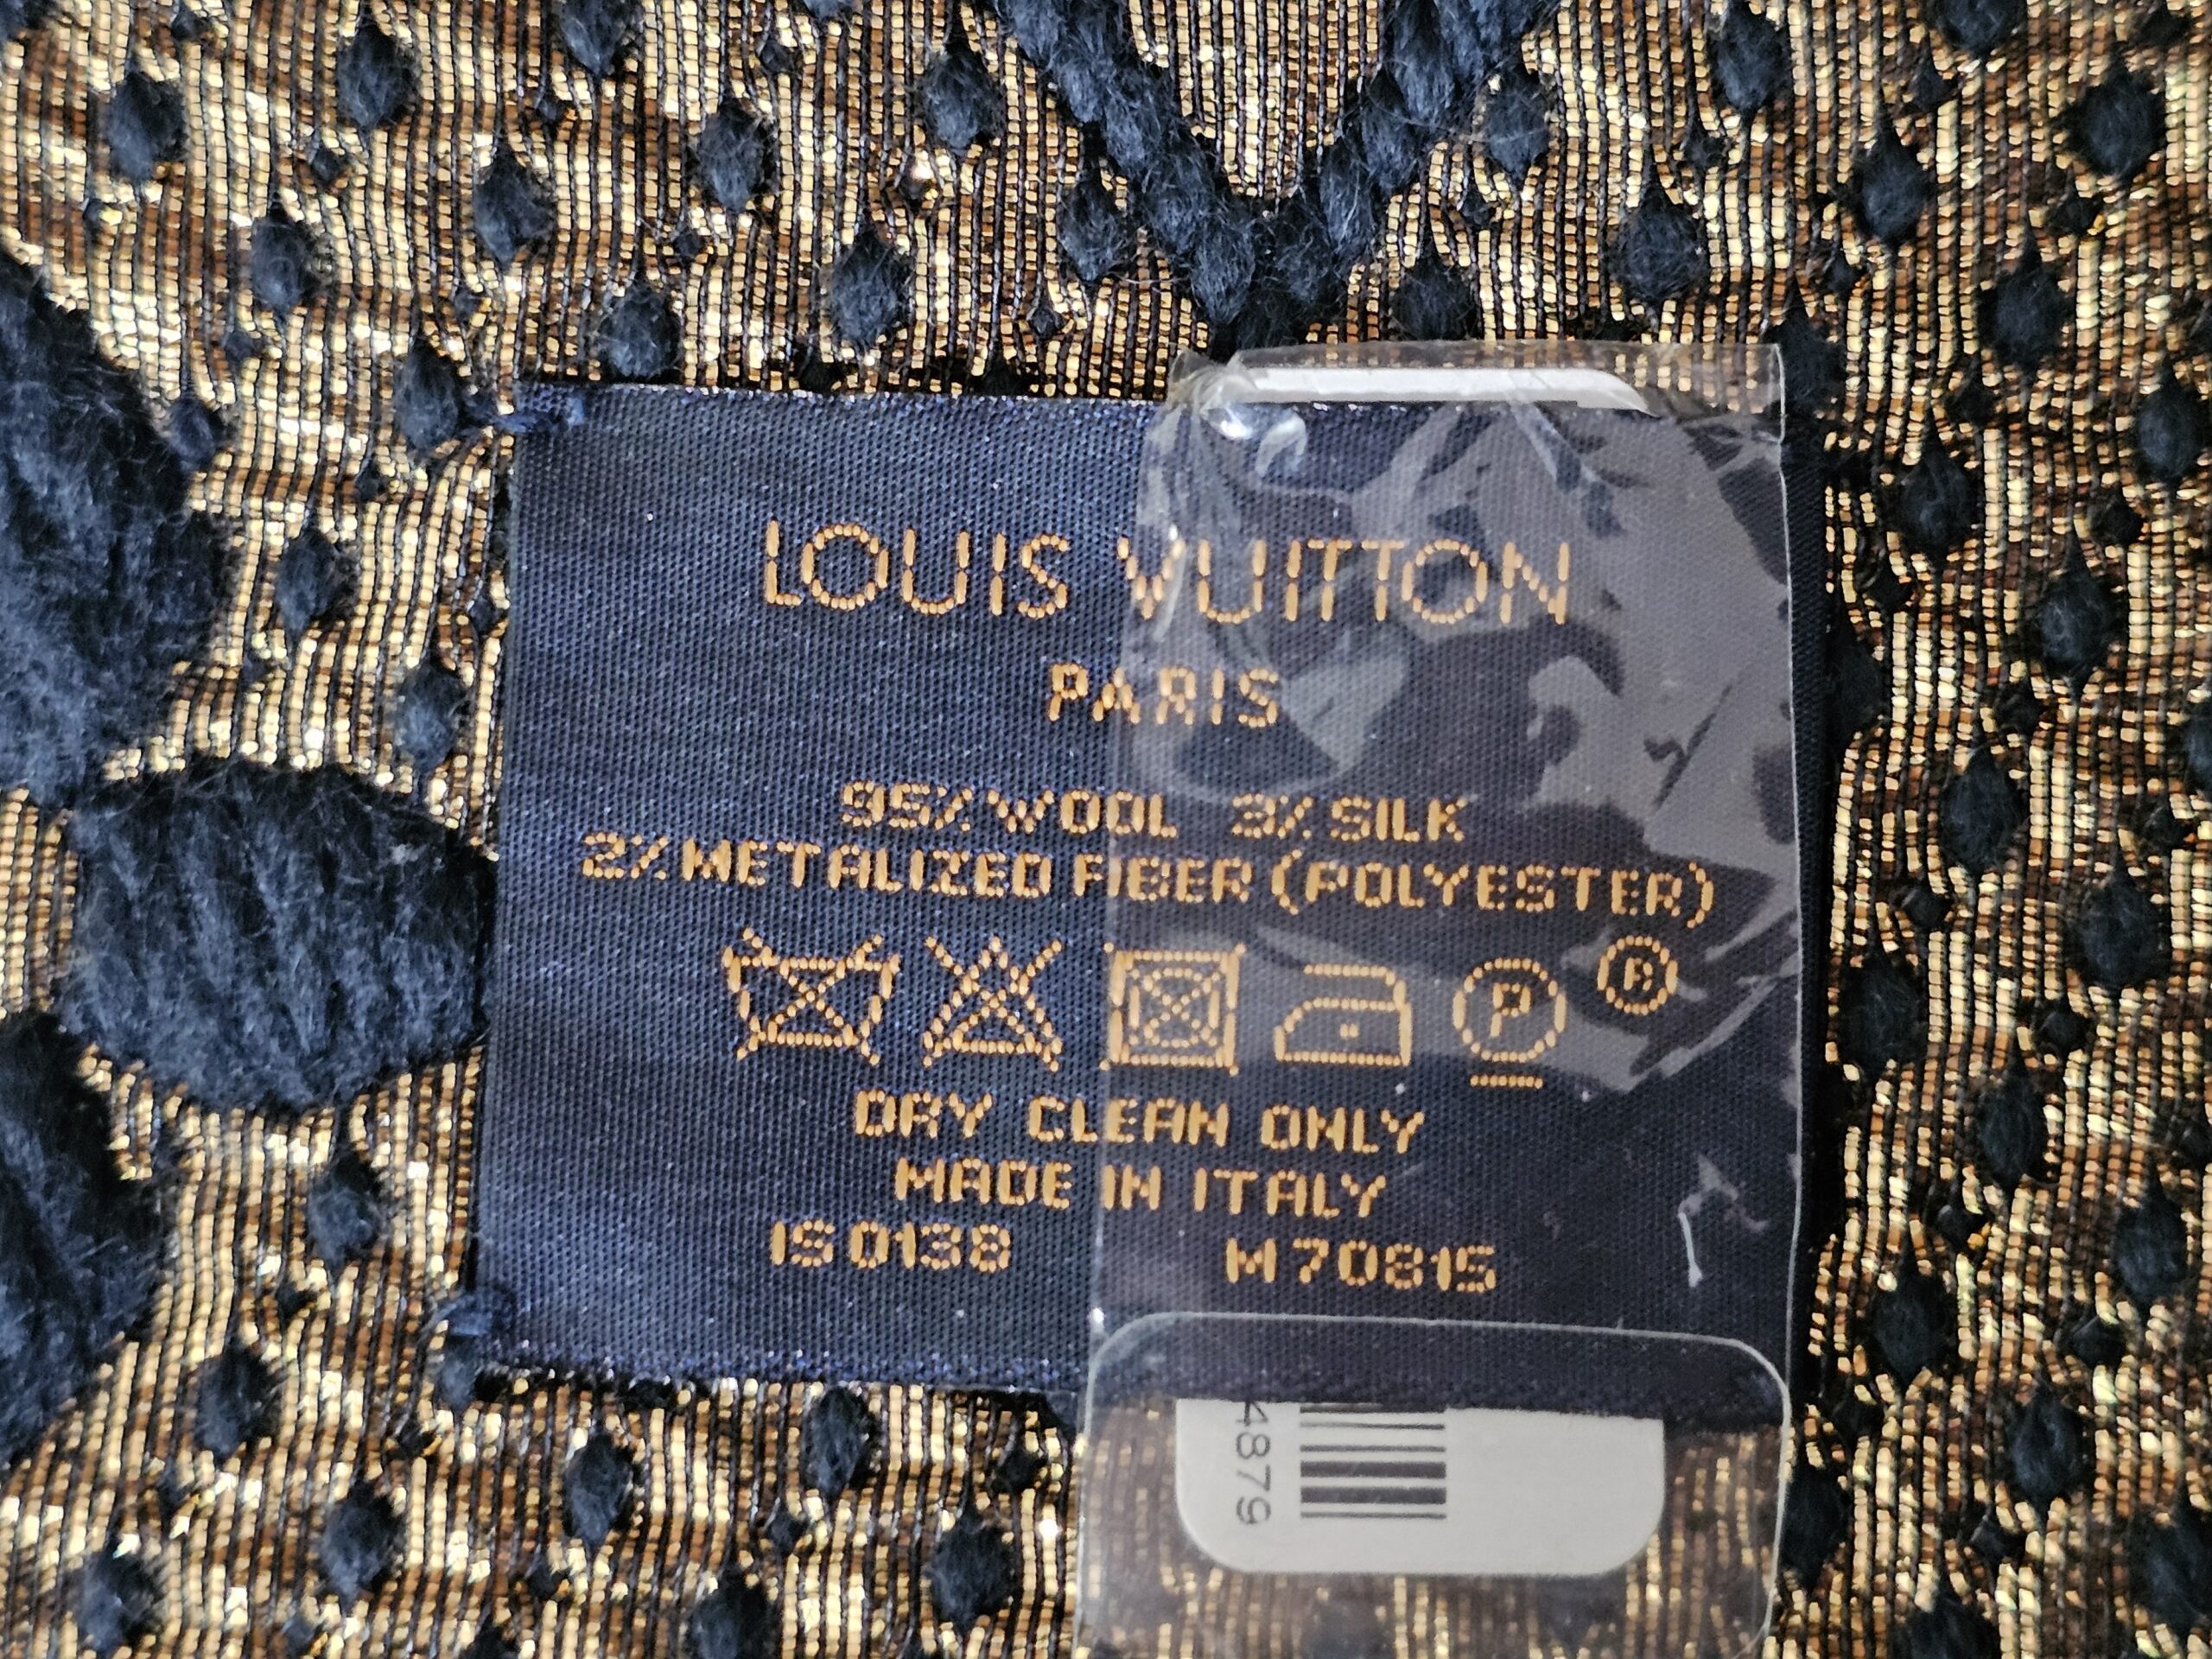 LOUIS VUITTON
PARIS
95% WOOL 3% SILK
2% METALIZED FIBER (POLYESTER)
P ®
DRY CLEAN ONLY
MADE IN ITALY
IS0138 M70815
4879